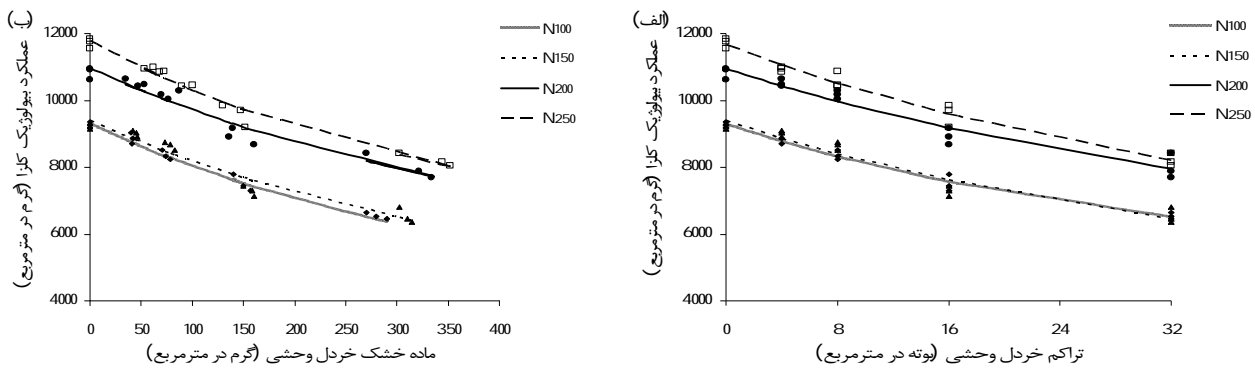 (الف)
عملکرد بیولوژیک کلزا (گرم در مترمربع)
12000
10000
8000
6000
4000
0
8
16
24
32
تراکم خردل وحشی (بوته در مترمربع)
N100
N150
N200
N250
(ب)
عملکرد بیولوژیک کلزا (گرم در مترمربع)
12000
10000
8000
6000
4000
0
50
100
150
200
250
300
350
400
ماده خشک خردل وحشی (گرم در مترمربع)
N100
N150
N200
N250